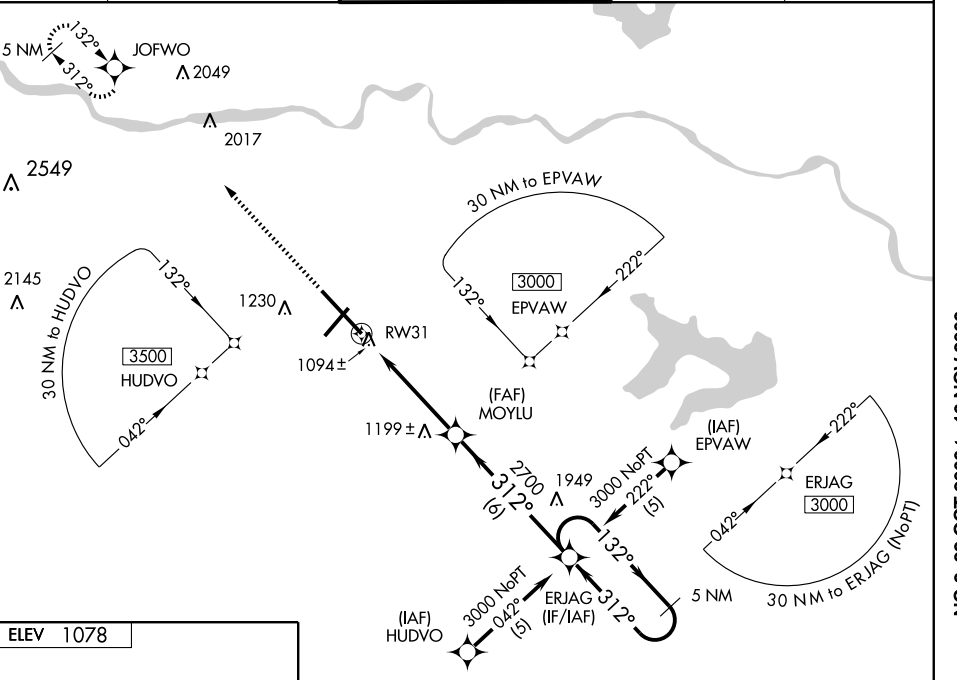 5 NM
132°
312°
JOFWO
2049
2017
2549
2145
30 NM to HUDVO
132°
3500
HUDVO
042°
1230
RW31
1094±
30 NM to EPVAW
132°
3000
EPVAW
222°
(FAF)
MOYLU
1199±
2700
312°
(6)
1949
(IAF)
EPVAW
3000 NoPT
222°
(5)
132°
312°
5 NM
ERJAG
(IF/IAF)
(IAF)
HUDVO
3000 NoPT
042°
(5)
222°
ERJAG
3000
042°
30 NM to ERJAG (NoPT)
ELEV 1078